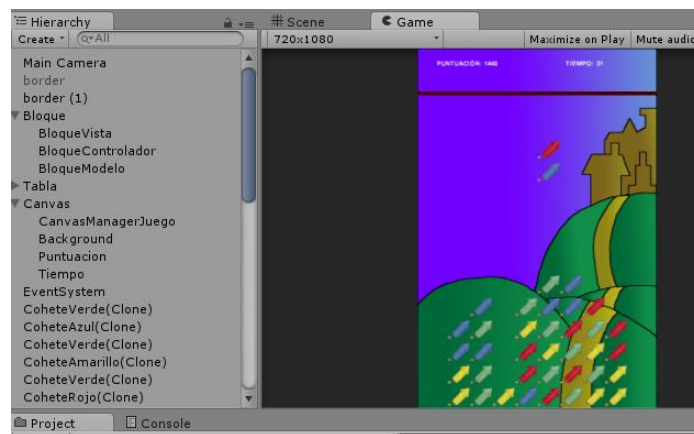 Hierarchy
Create
All
Main Camera
border
border (1)
Bloque
BloqueVista
BloqueControlador
BloqueModelo
Tabla
Canvas
CanvasManagerJuego
Background
Puntuacion
Tiempo
EventSystem
CoheteVerde(Clone)
CoheteAzul(Clone)
CoheteVerde(Clone)
CoheteAmarillo(Clone)
CoheteVerde(Clone)
CoheteRojo(Clone)
Project Console
Scene Game
720x1080 Maximize on Play Mute audio
PUNTUACIÓN: 1440 TIEMPO: 31